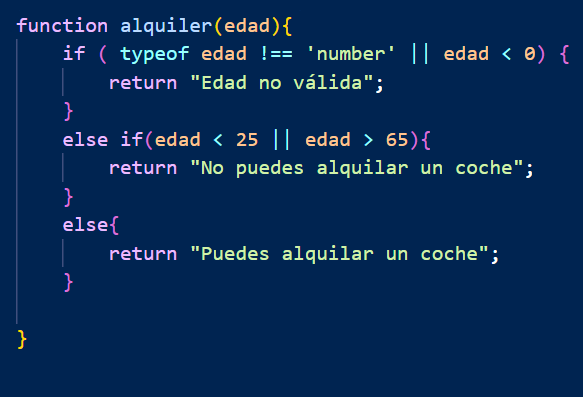 function alquiler(edad){
if ( typeof edad !== 'number' || edad < 0) {
return "Edad no válida";
}
else if(edad < 25 || edad > 65){
return "No puedes alquilar un coche";
}
else{
return "Puedes alquilar un coche";
}
}